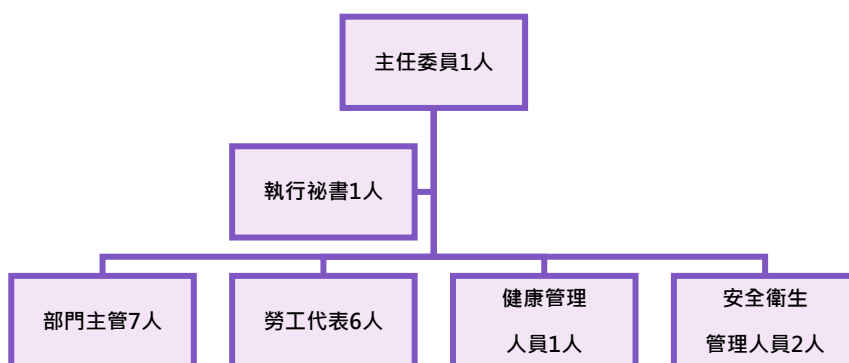 主任委員1人
執行祕書1人
部門主管7人
勞工代表6人
健康管理
人員1人
安全衛生
管理人員2人